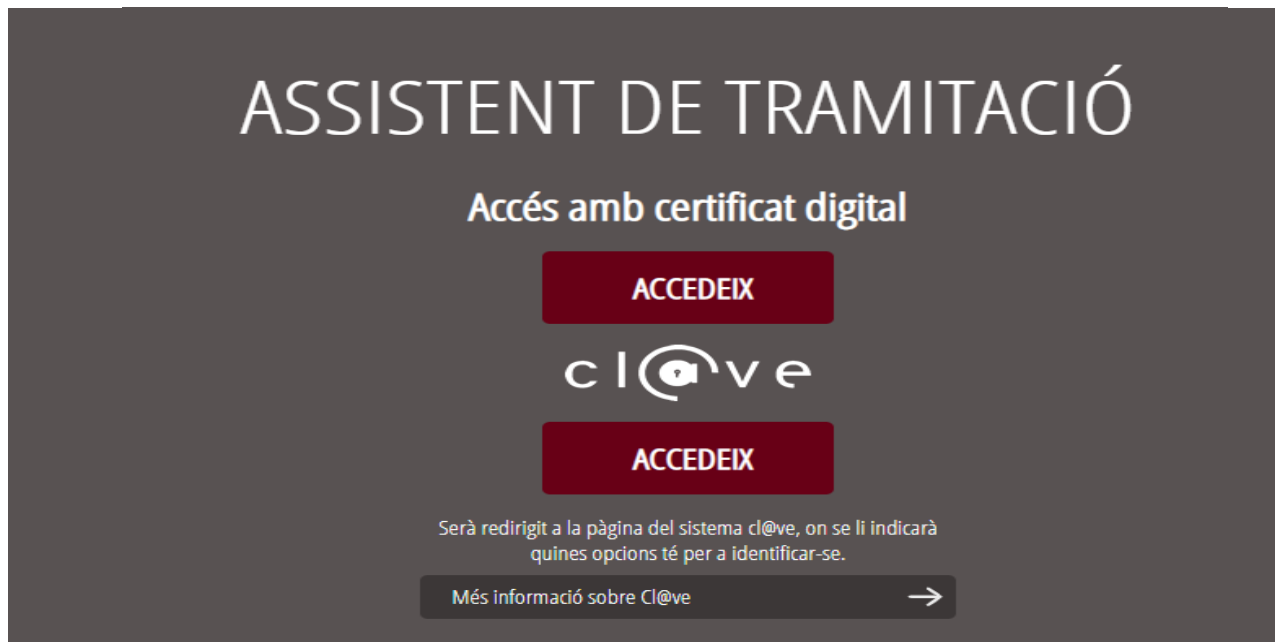 ASSISTENT DE TRAMITACIÓ
Accés amb certificat digital
ACCEDEIX
cl@ve
ACCEDEIX
Serà redirigit a la pàgina del sistema cl@ve, on se li indicarà
quines opcions té per a identificar-se.
Més informació sobre Cl@ve